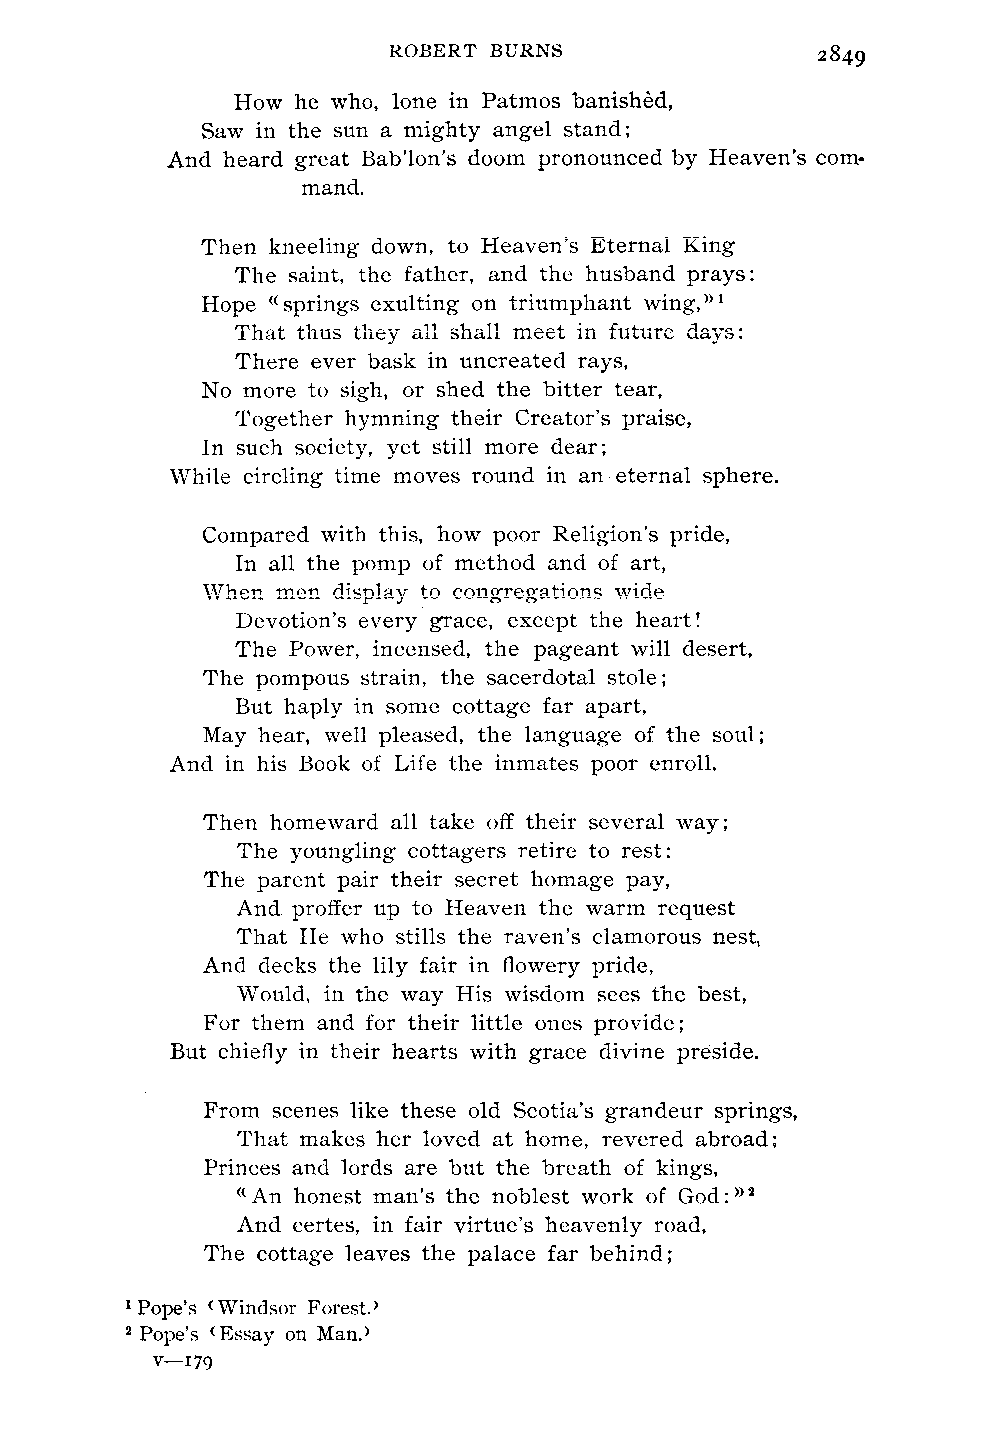 ROBERT BURNS 2849
How he who, lone in Patmos banishèd,
Saw in the sun a mighty angel stand;
And heard great Bab'lon's doom pronounced by Heaven's com-
mand.
Then kneeling down, to Heaven's Eternal King
The saint, the father, and the husband prays:
Hope «springs exulting on triumphant wing,»¹
That thus they all shall meet in future days:
There ever bask in uncreated rays,
No more to sigh, or shed the bitter tear,
Together hymning their Creator's praise,
In such society, yet still more dear;
While circling time moves round in an eternal sphere.
Compared with this, how poor Religion's pride,
In all the pomp of method and of art,
When men display to congregations wide
Devotion's every grace, except the heart!
The Power, incensed, the pageant will desert,
The pompous strain, the sacerdotal stole;
But haply in some cottage far apart,
May hear, well pleased, the language of the soul;
And in his Book of Life the inmates poor enroll.
Then homeward all take off their several way;
The youngling cottagers retire to rest:
The parent pair their secret homage pay,
And proffer up to Heaven the warm request
That He who stills the raven's clamorous nest,
And decks the lily fair in flowery pride,
Would, in the way His wisdom sees the best,
For them and for their little ones provide;
But chiefly in their hearts with grace divine preside.
From scenes like these old Scotia's grandeur springs,
That makes her loved at home, revered abroad;
Princes and lords are but the breath of kings,
«An honest man's the noblest work of God:»²
And certes, in fair virtue's heavenly road,
The cottage leaves the palace far behind;
¹ Pope's ‹Windsor Forest.›
² Pope's ‹Essay on Man.›
V—179